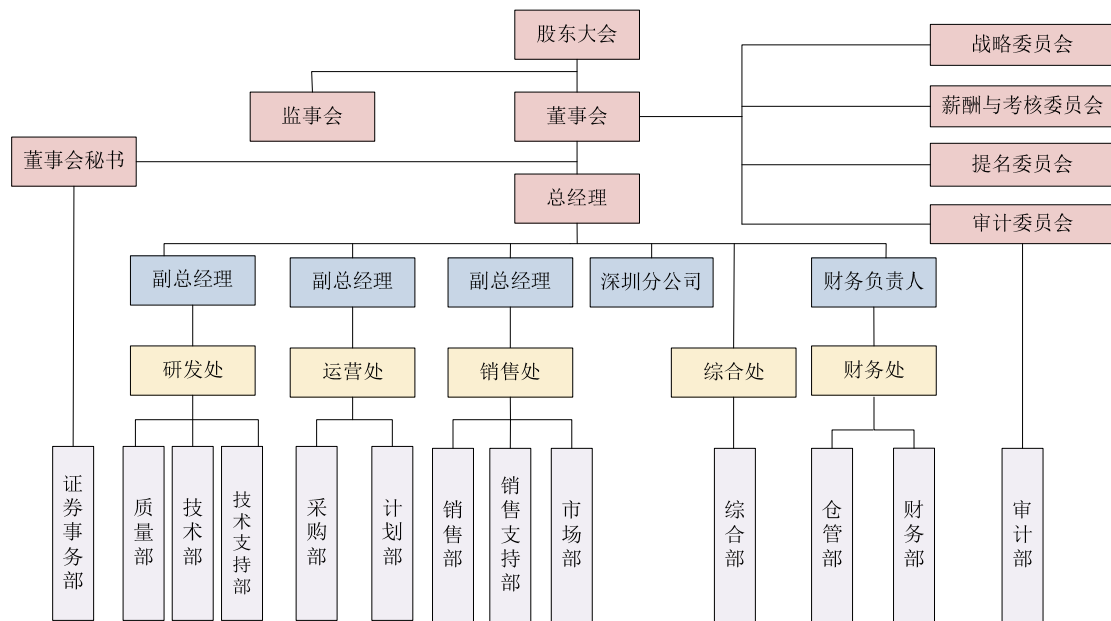 股东大会
战略委员会
监事会
董事会
薪酬与考核委员会
董事会秘书
提名委员会
总经理
审计委员会
副总经理
副总经理
副总经理
深圳分公司
财务负责人
研发处
运营处
销售处
综合处
财务处
证券事务部
质量部
技术部
技术支持部
采购部
计划部
销售部
销售支持部
市场部
综合部
仓管部
财务部
审计部